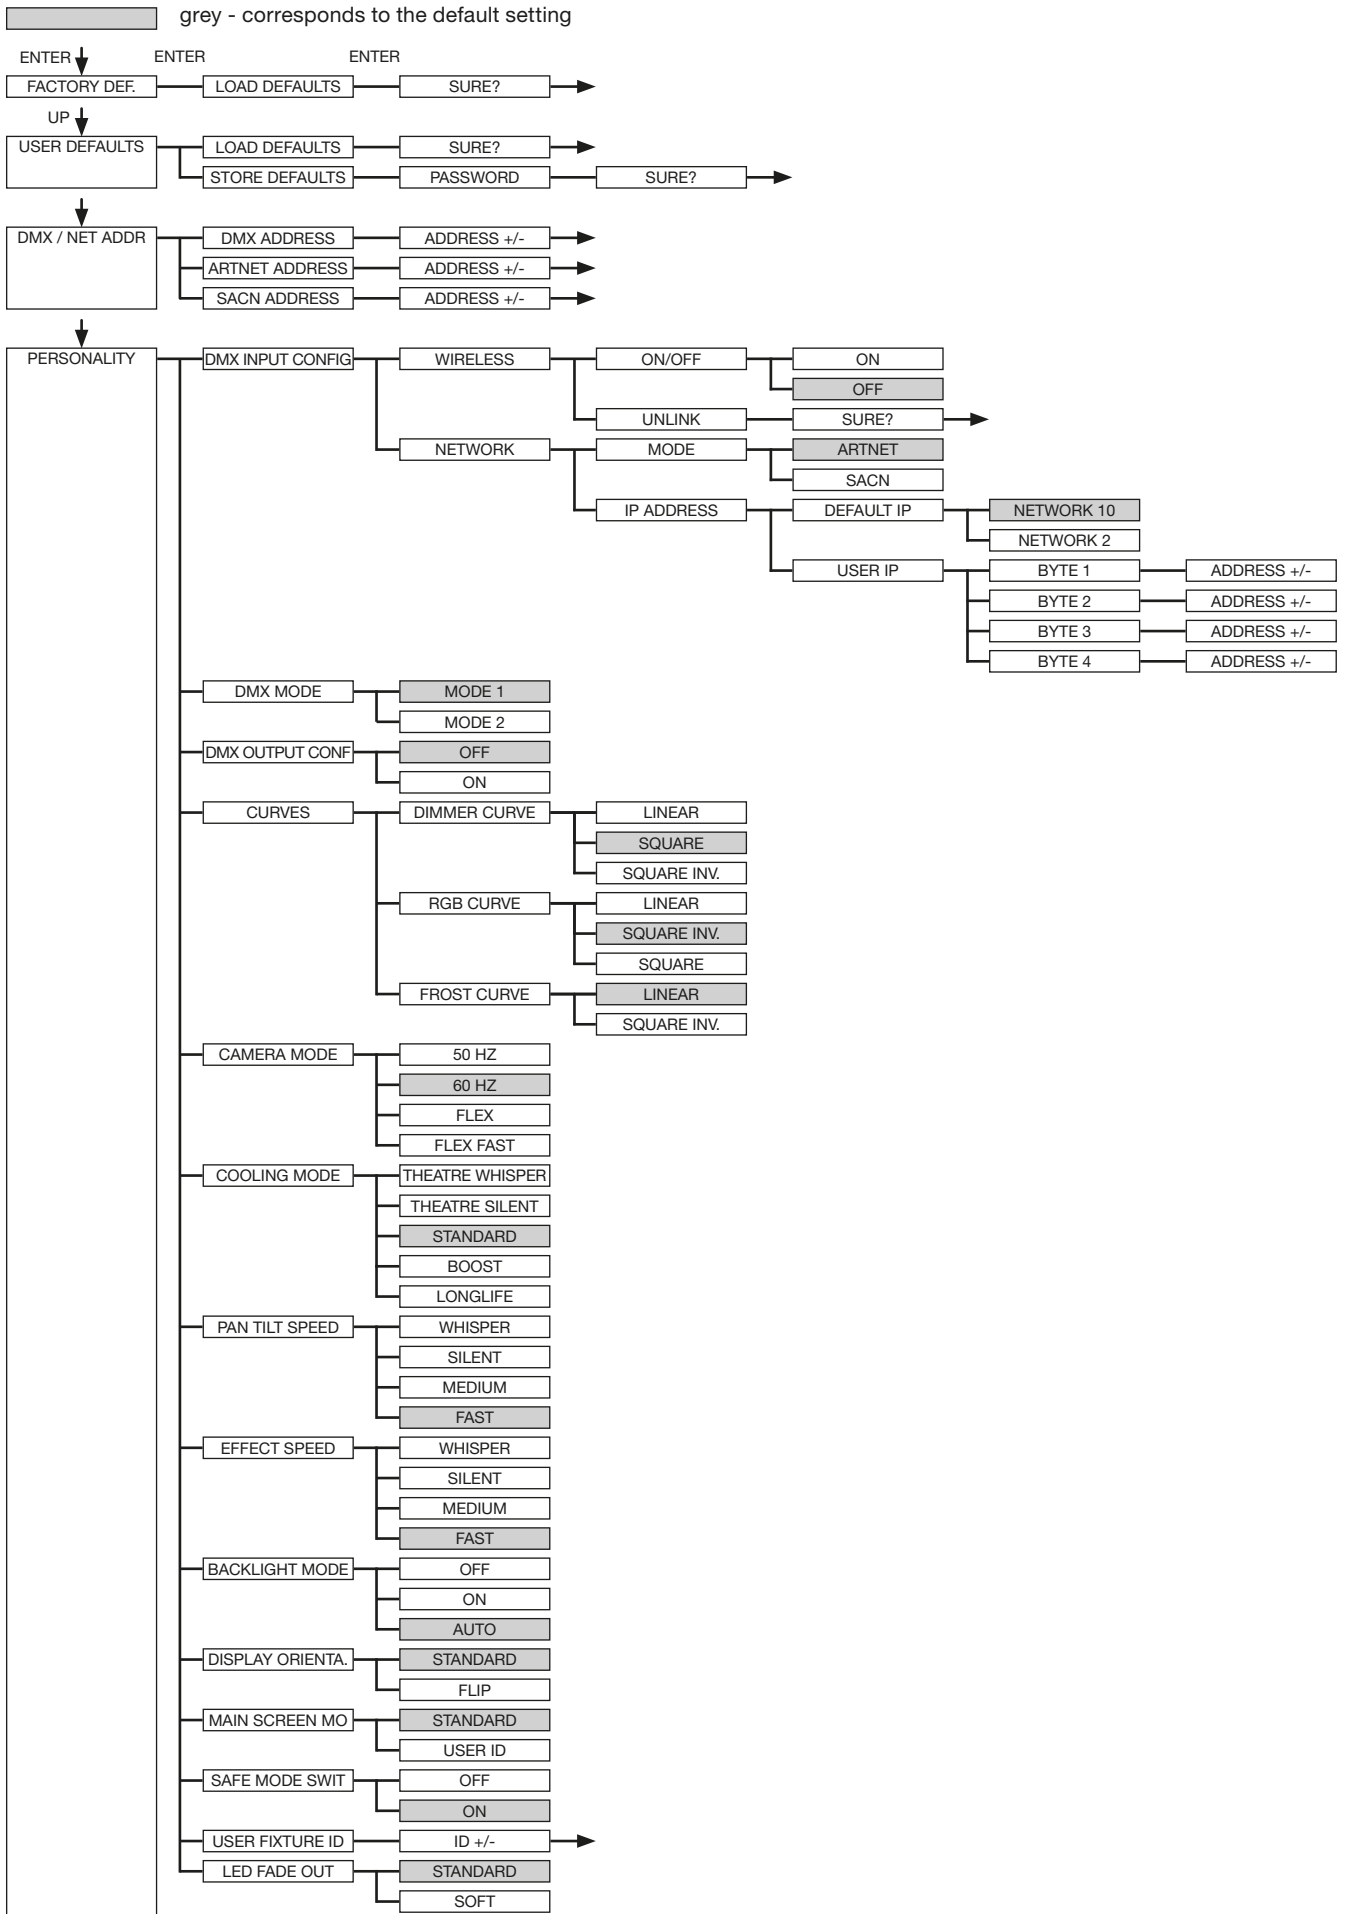 grey - corresponds to the default setting
ENTER ENTER ENTER
FACTORY DEF. LOAD DEFAULTS SURE?
UP
USER DEFAULTS LOAD DEFAULTS SURE?
STORE DEFAULTS PASSWORD SURE?
DMX / NET ADDR DMX ADDRESS ADDRESS +/-
ARTNET ADDRESS ADDRESS +/-
SACN ADDRESS ADDRESS +/-
PERSONALITY DMX INPUT CONFIG WIRELESS ON/OFF ON
OFF
UNLINK SURE?
NETWORK MODE ARTNET
SACN
IP ADDRESS DEFAULT IP NETWORK 10
NETWORK 2
USER IP BYTE 1 ADDRESS +/-
BYTE 2 ADDRESS +/-
BYTE 3 ADDRESS +/-
BYTE 4 ADDRESS +/-
DMX MODE MODE 1
MODE 2
DMX OUTPUT CONF OFF
ON
CURVES DIMMER CURVE LINEAR
SQUARE
SQUARE INV.
RGB CURVE LINEAR
SQUARE INV.
SQUARE
FROST CURVE LINEAR
SQUARE INV.
CAMERA MODE 50 HZ
60 HZ
FLEX
FLEX FAST
COOLING MODE THEATRE WHISPER
THEATRE SILENT
STANDARD
BOOST
LONGLIFE
PAN TILT SPEED WHISPER
SILENT
MEDIUM
FAST
EFFECT SPEED WHISPER
SILENT
MEDIUM
FAST
BACKLIGHT MODE OFF
ON
AUTO
DISPLAY ORIENTA. STANDARD
FLIP
MAIN SCREEN MO STANDARD
USER ID
SAFE MODE SWIT OFF
ON
USER FIXTURE ID ID +/-
LED FADE OUT STANDARD
SOFT